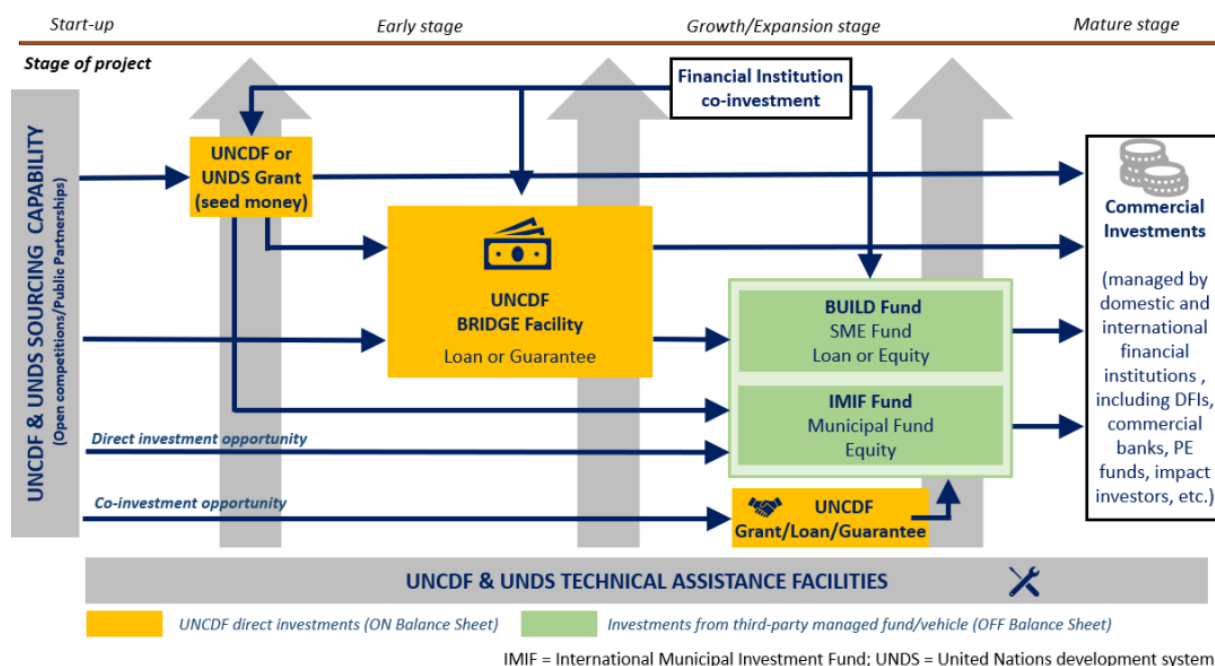 Start-up
Early stage
Growth/Expansion stage
Mature stage
Stage of project
UNCDF & UNDS SOURCING CAPABILITY
(Open competitions/Public Partnerships)
Financial Institution
co-investment
UNCDF or
UNDS Grant
(seed money)
UNCDF
BRIDGE Facility
Loan or Guarantee
BUILD Fund
SME Fund
Loan or Equity
IMIF Fund
Municipal Fund
Equity
Direct investment opportunity
Co-investment opportunity
UNCDF
Grant/Loan/Guarantee
Commercial
Investments
(managed by
domestic and
international
financial
institutions ,
including DFIs,
commercial
banks, PE
funds, impact
investors, etc.)
UNCDF & UNDS TECHNICAL ASSISTANCE FACILITIES
UNCDF direct investments (ON Balance Sheet)
Investments from third-party managed fund/vehicle (OFF Balance Sheet)
IMIF = International Municipal Investment Fund; UNDS = United Nations development system